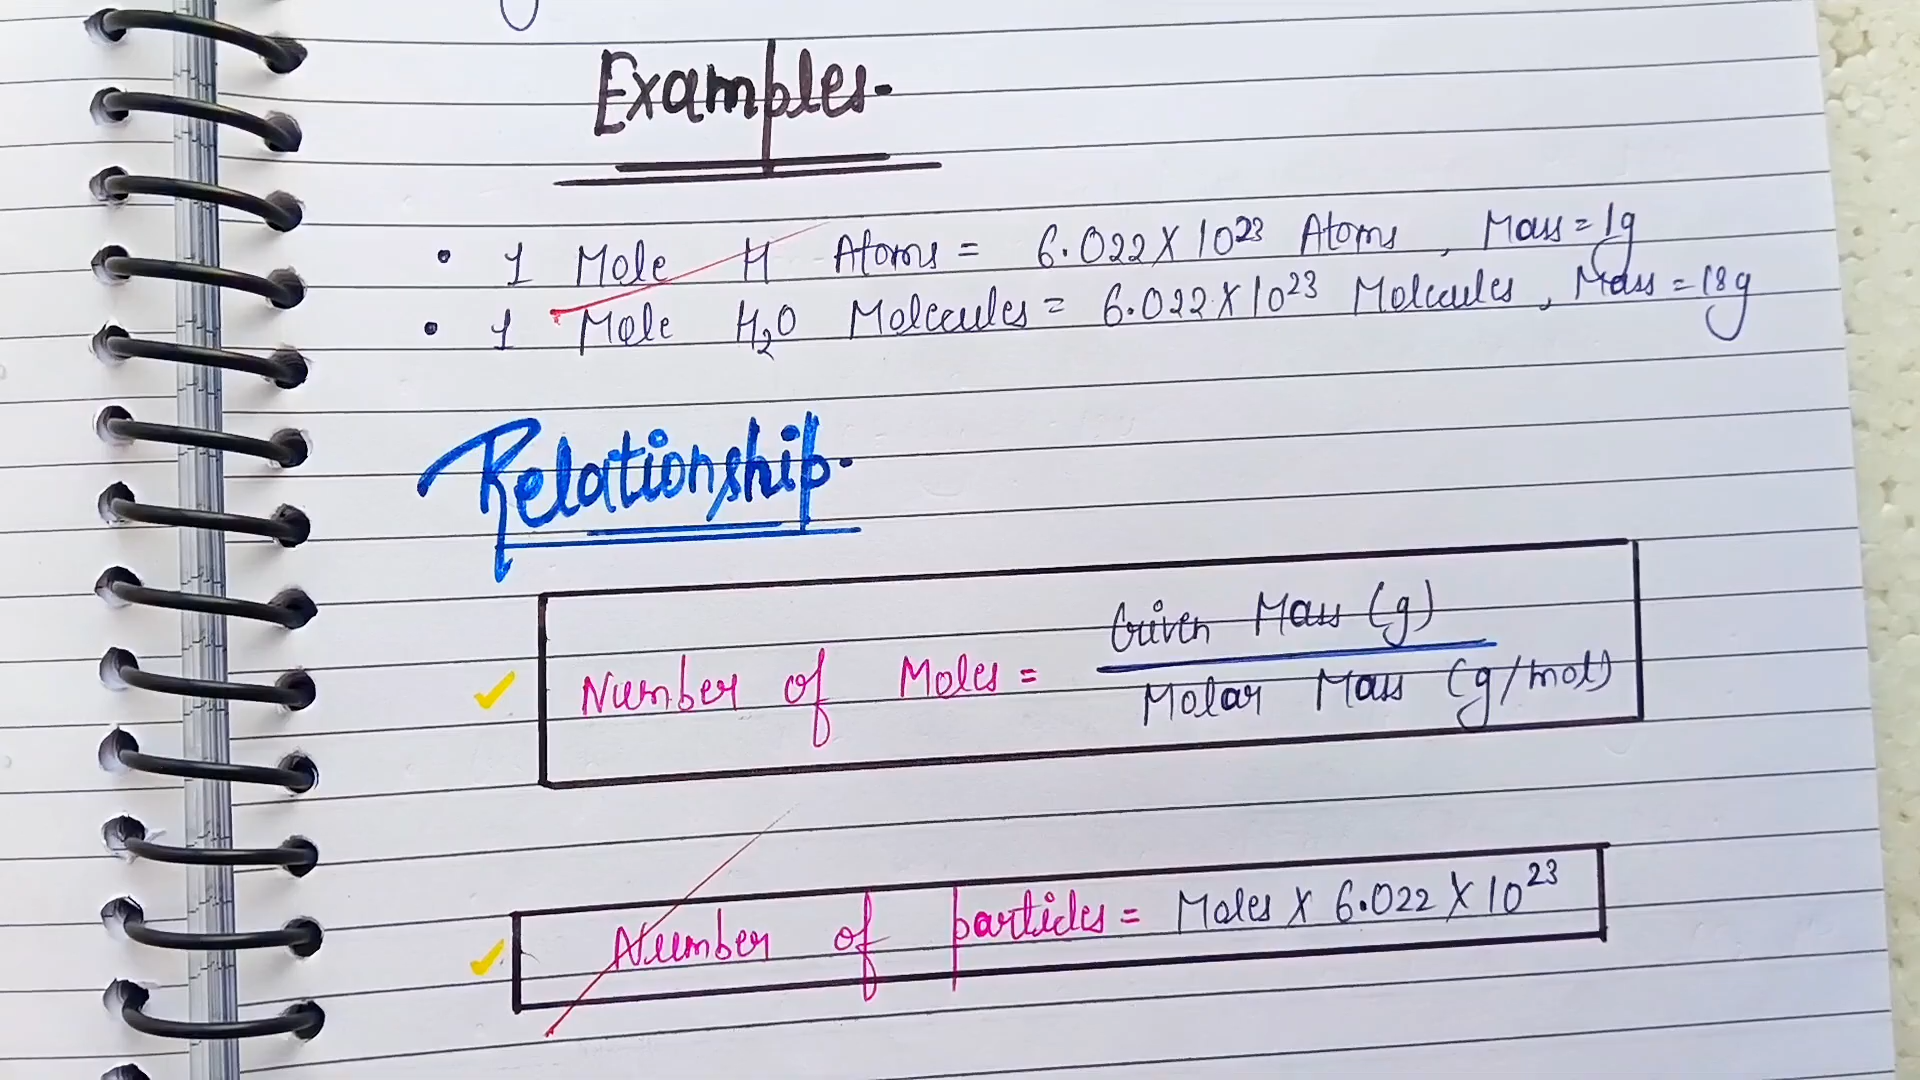 Examples.
• 1 Mole H Atoms = 6.022 X 10²³ Atoms, Mass = 1g
• 1 Mole H₂O Molecules = 6.022 X 10²³ Molecules, Mass = 18g
Relationship.
Number of Moles = Given Mass (g) / Molar Mass (g/mol)
Number of particles = Moles X 6.022 X 10²³